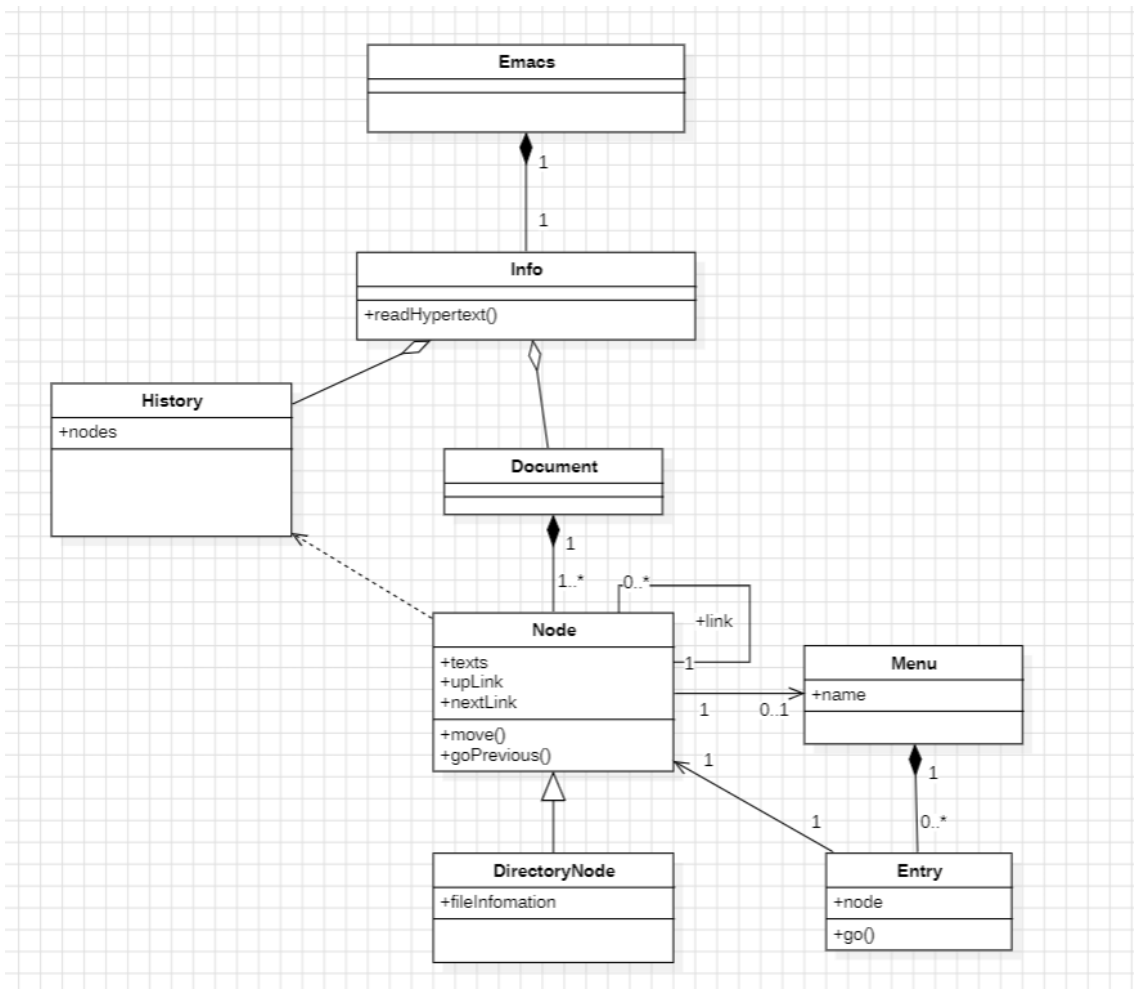 Emacs
1
1
Info
+readHypertext()
History
+nodes
Document
1
1..*
0..*
+link
1
Node
+texts
+upLink
+nextLink
+move()
+goPrevious()
1
0..1
Menu
+name
1
0..*
1
1
DirectoryNode
+fileInfomation
Entry
+node
+go()